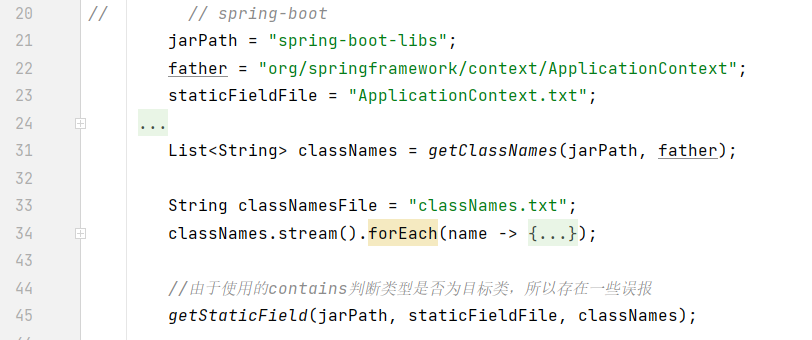 20 //        // spring-boot
21 jarPath = "spring-boot-libs";
22 father = "org/springframework/context/ApplicationContext";
23 staticFieldFile = "ApplicationContext.txt";
24 ...
31 List<String> classNames = getClassNames(jarPath, father);
32
33 String classNamesFile = "classNames.txt";
34 classNames.stream().forEach(name -> {...});
43
44 //由于使用的contains判断类型是否为目标类，所以存在一些误报
45 getStaticField(jarPath, staticFieldFile, classNames);